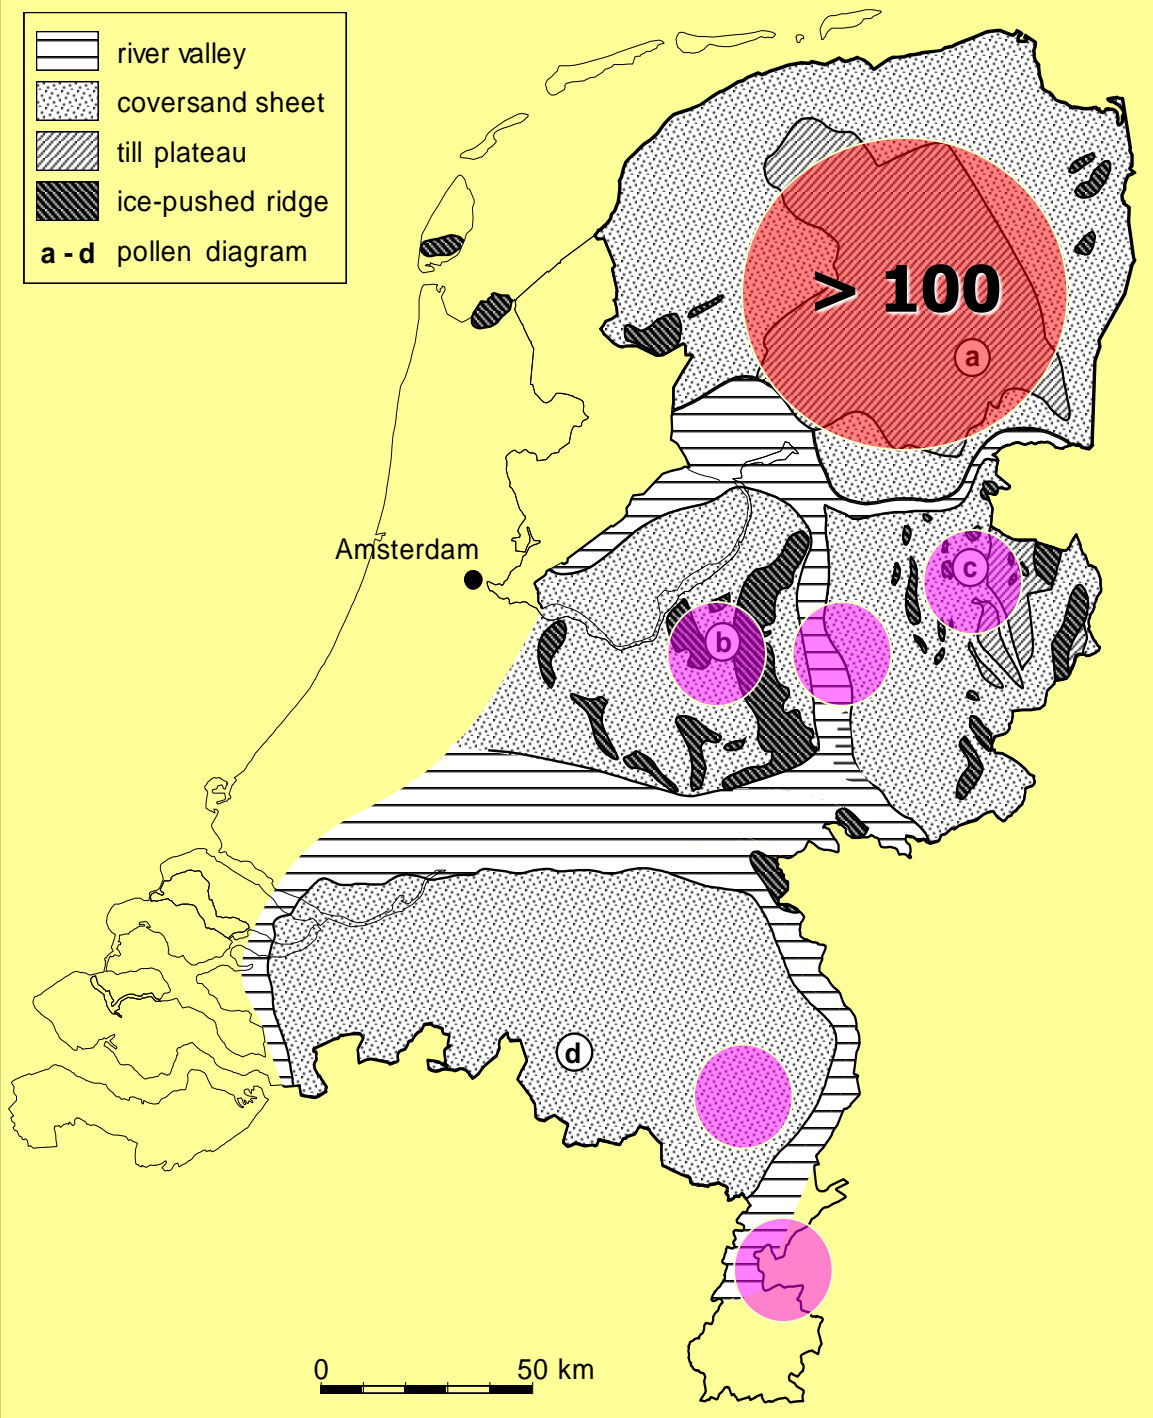 river valley
coversand sheet
till plateau
ice-pushed ridge
a - d pollen diagram
> 100
a
Amsterdam
c
b
d
0 50 km